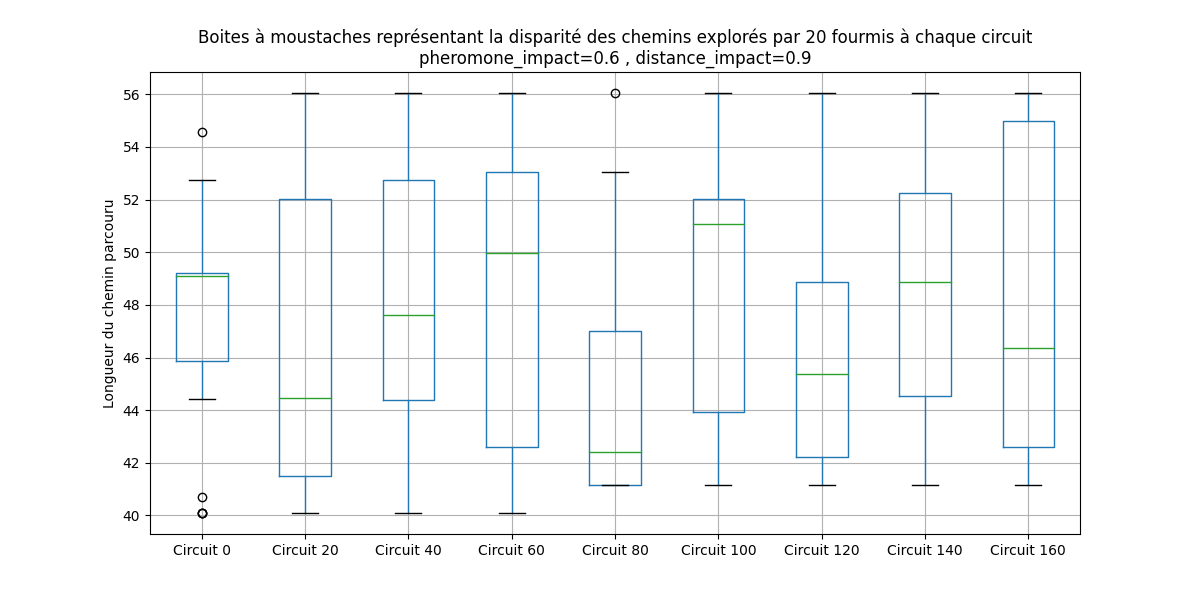 Boites à moustaches représentant la disparité des chemins explorés par 20 fourmis à chaque circuit
pheromone_impact=0.6 , distance_impact=0.9
Longueur du chemin parcouru
56
54
52
50
48
46
44
42
40
Circuit 0
Circuit 20
Circuit 40
Circuit 60
Circuit 80
Circuit 100
Circuit 120
Circuit 140
Circuit 160